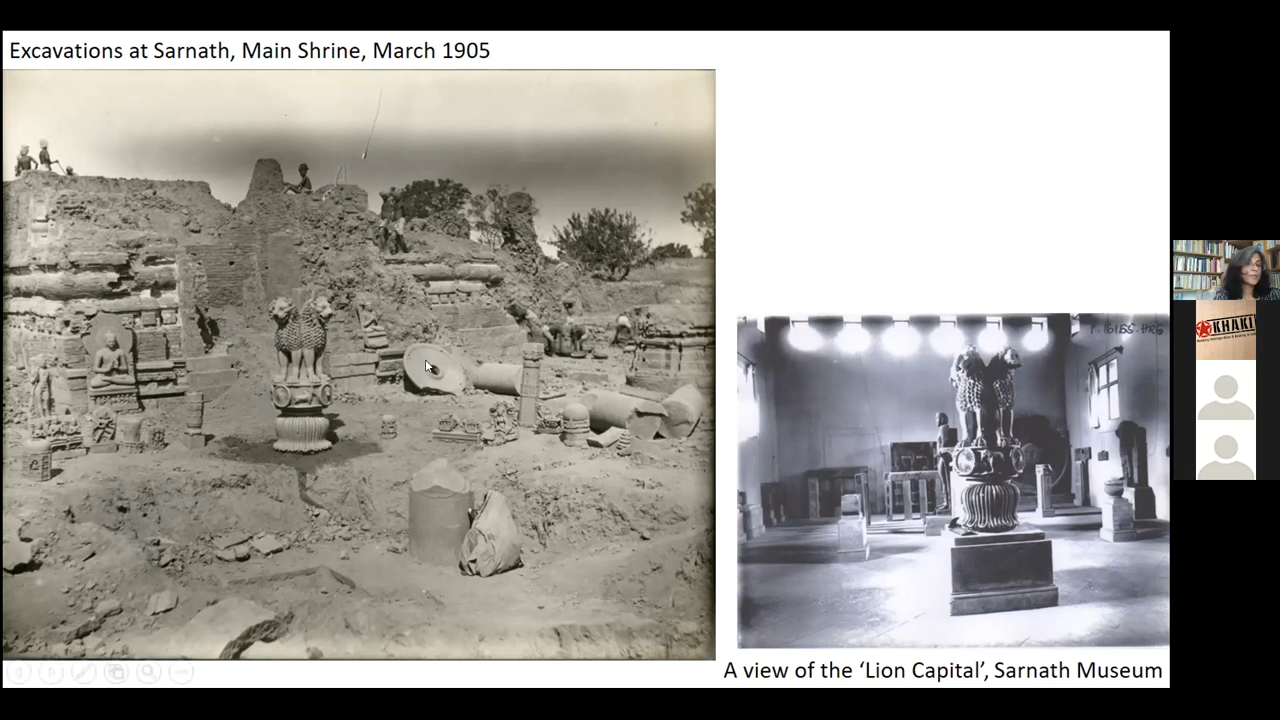 Excavations at Sarnath, Main Shrine, March 1905
KHAKI
A view of the ‘Lion Capital’, Sarnath Museum